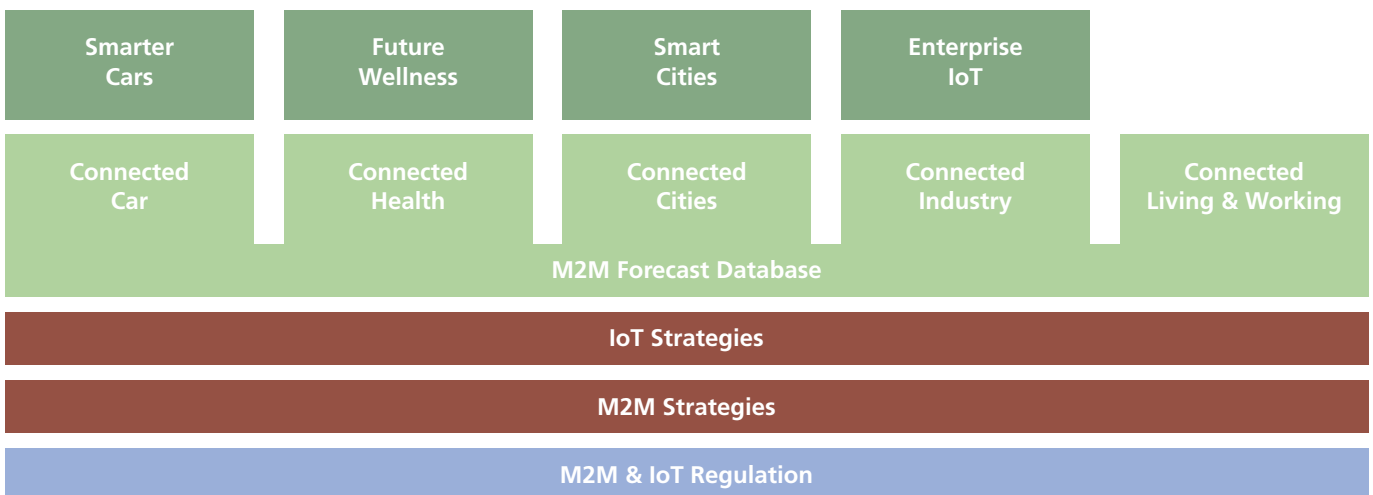 Smarter
Cars
Future
Wellness
Smart
Cities
Enterprise
IoT
Connected
Car
Connected
Health
Connected
Cities
Connected
Industry
Connected
Living & Working
M2M Forecast Database
IoT Strategies
M2M Strategies
M2M & IoT Regulation